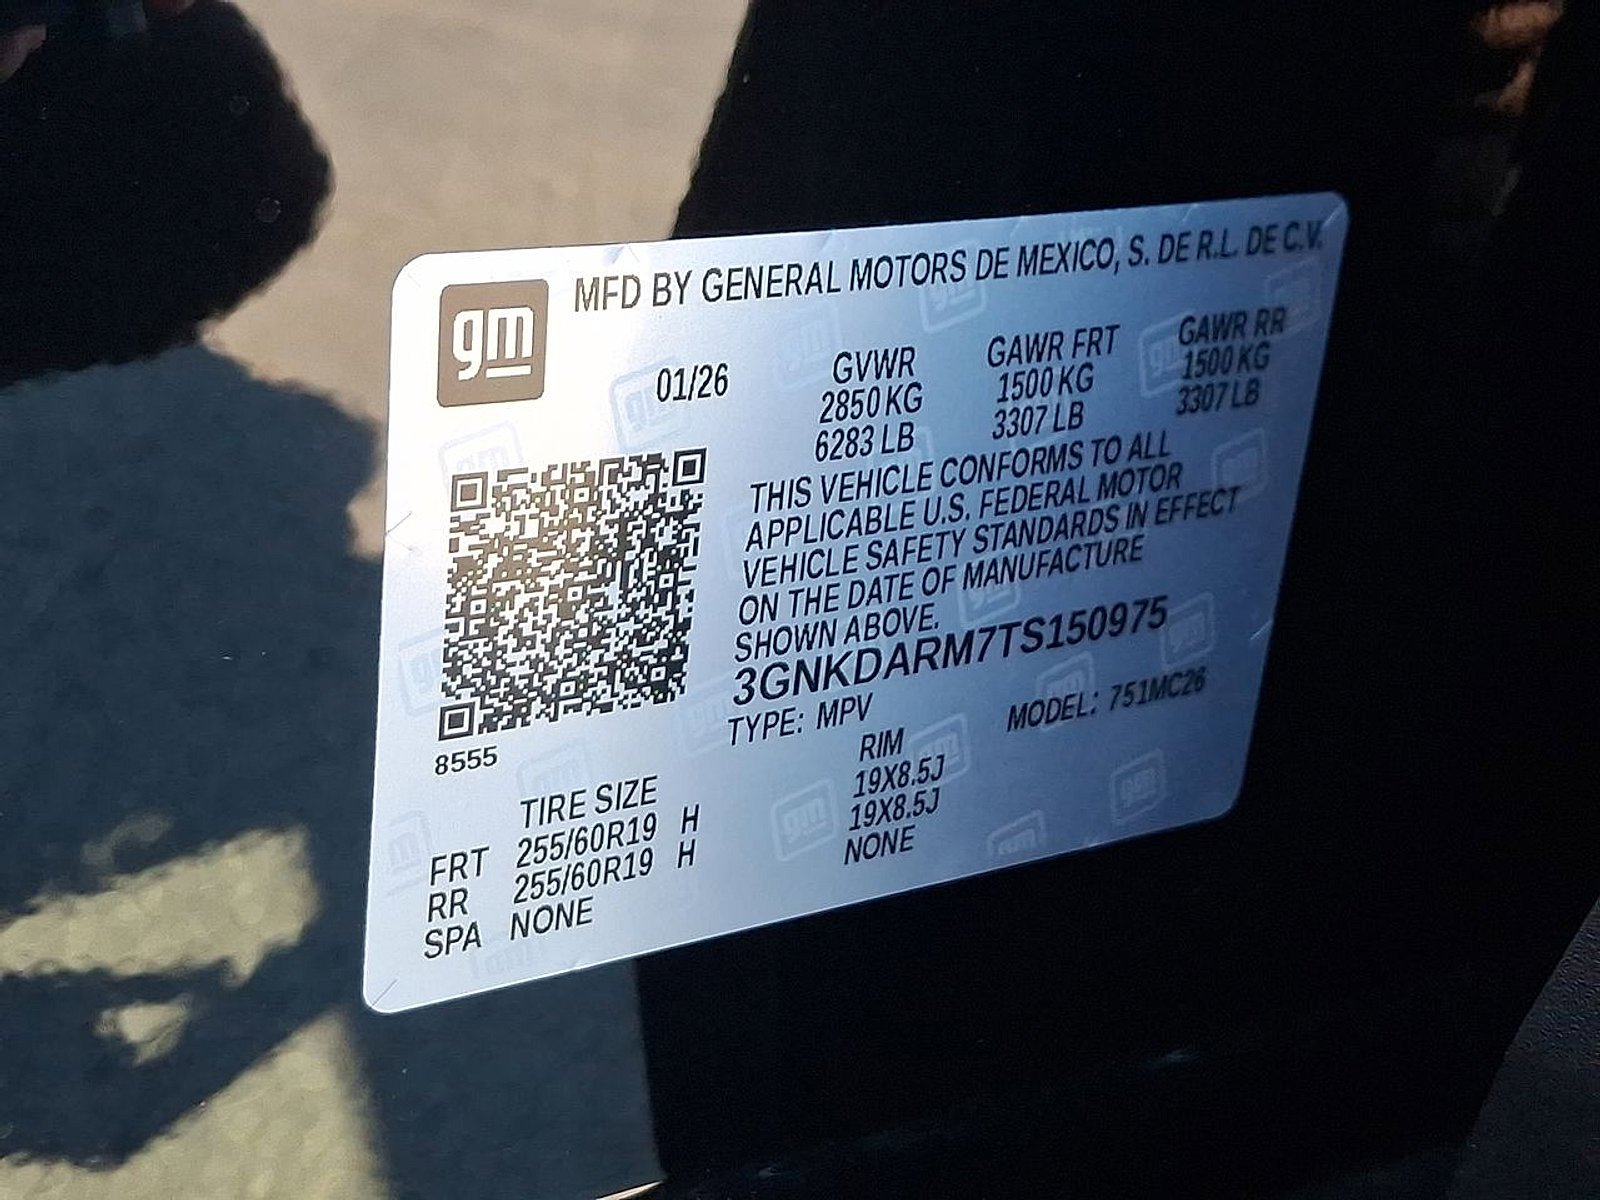 gm
MFD BY GENERAL MOTORS DE MEXICO, S. DE R.L. DE C.V.
01/26 GVWR GAWR FRT GAWR RR
2850 KG 1500 KG 1500 KG
6283 LB 3307 LB 3307 LB
THIS VEHICLE CONFORMS TO ALL
APPLICABLE U.S. FEDERAL MOTOR
VEHICLE SAFETY STANDARDS IN EFFECT
ON THE DATE OF MANUFACTURE
SHOWN ABOVE.
3GNKDARM7TS150975
TYPE: MPV MODEL: 751MC26
8555
TIRE SIZE RIM
FRT 255/60R19 H 19X8.5J
RR 255/60R19 H 19X8.5J
SPA NONE NONE